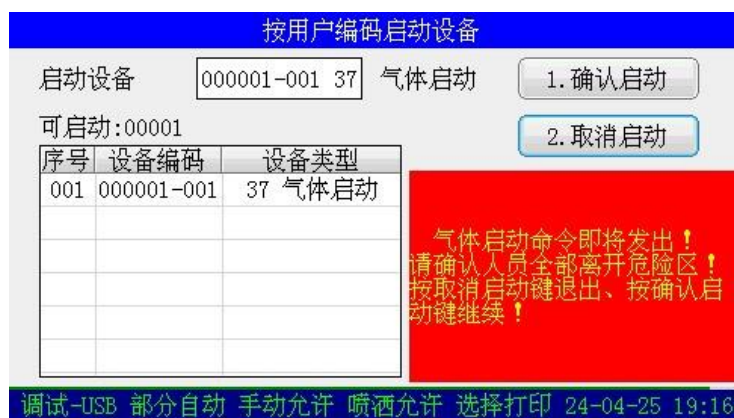 按用户编码启动设备
启动设备 000001-001 37 气体启动 1.确认启动
可启动:00001 2.取消启动
序号 设备编码 设备类型
001 000001-001 37 气体启动
气体启动命令即将发出！
请确认人员全部离开危险区！
按取消启动键退出、按确认启
动键继续！
调试-USB 部分自动 手动允许 喷洒允许 选择打印 24-04-25 19:16